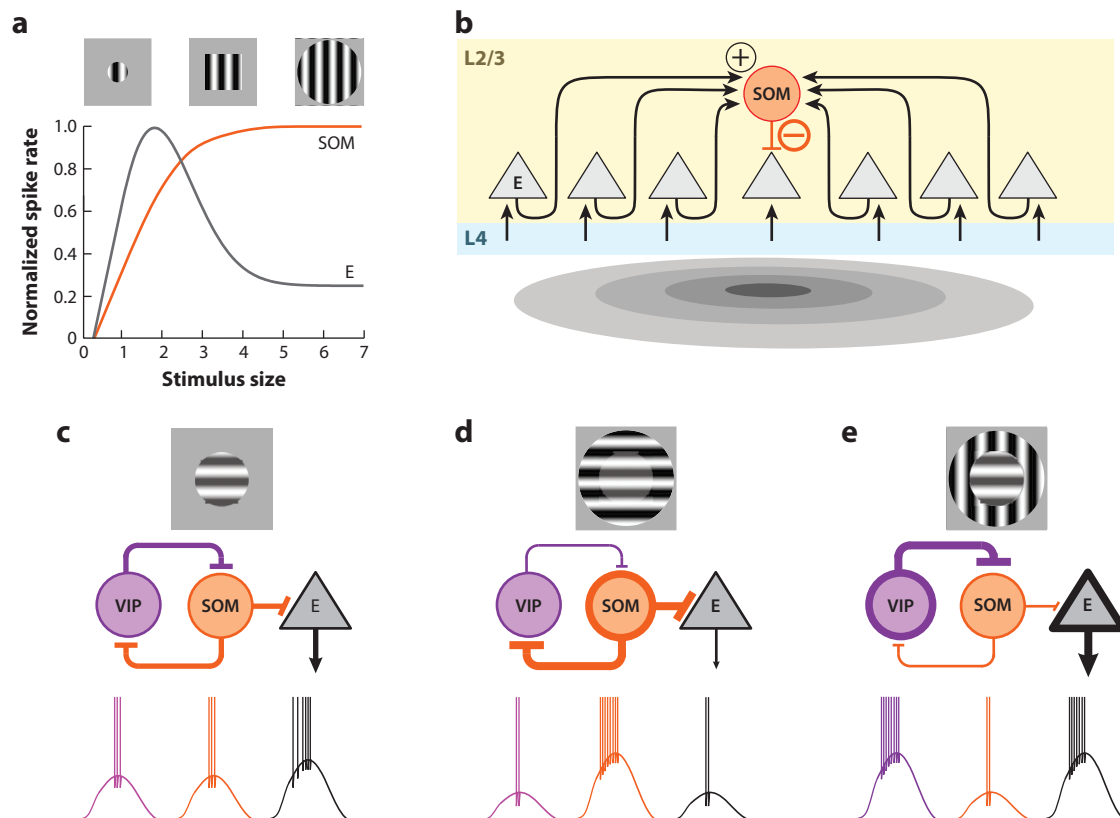 a
1.0
0.8
0.6
0.4
0.2
0
0 1 2 3 4 5 6 7
Normalized spike rate
Stimulus size
SOM
E
b
L2/3
+
SOM
−
E
L4
c
VIP
SOM
E
d
VIP
SOM
E
e
VIP
SOM
E